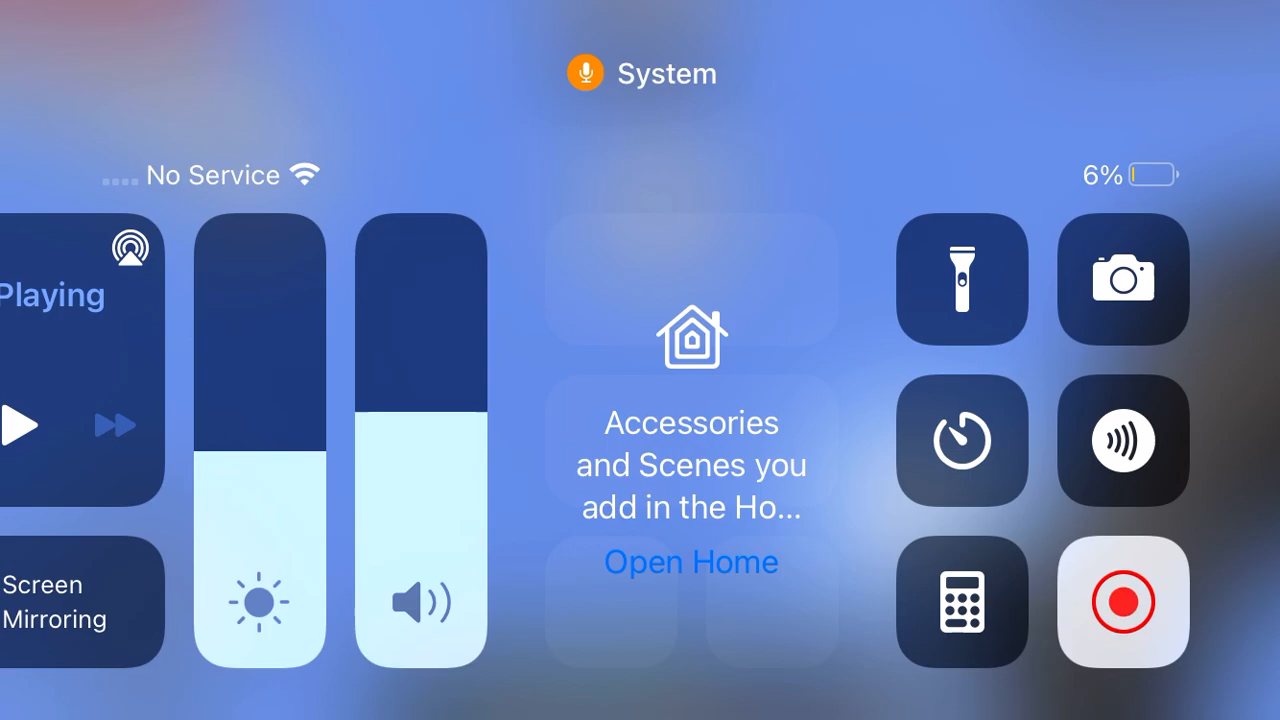 System
No Service
6%
Playing
Accessories
and Scenes you
add in the Ho...
Open Home
Screen
Mirroring